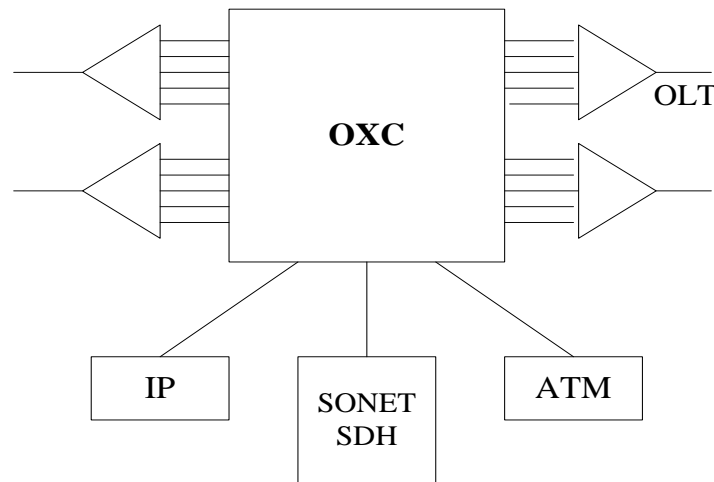 OLT
OXC
IP
SONET
SDH
ATM